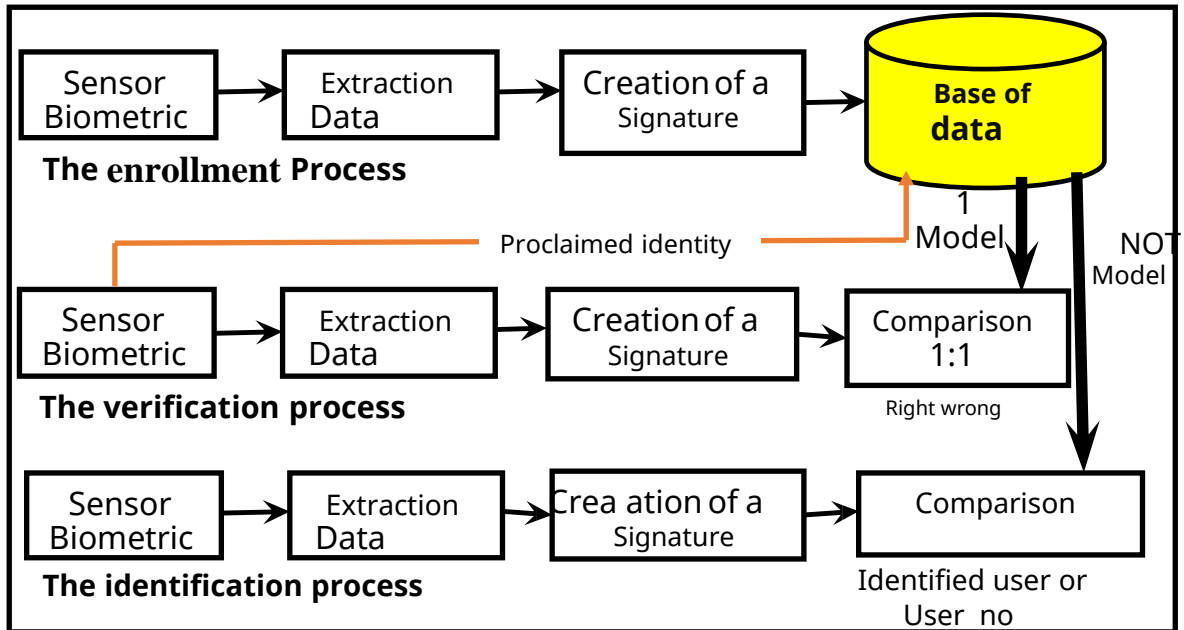 Sensor
Biometric
Extraction
Data
Creation of a
Signature
Base of
data
The enrollment Process
1
Model
NOT
Model
Proclaimed identity
Sensor
Biometric
Extraction
Data
Creation of a
Signature
Comparison
1:1
The verification process
Right wrong
Sensor
Biometric
Extraction
Data
Crea ation of a
Signature
Comparison
The identification process
Identified user or
User no